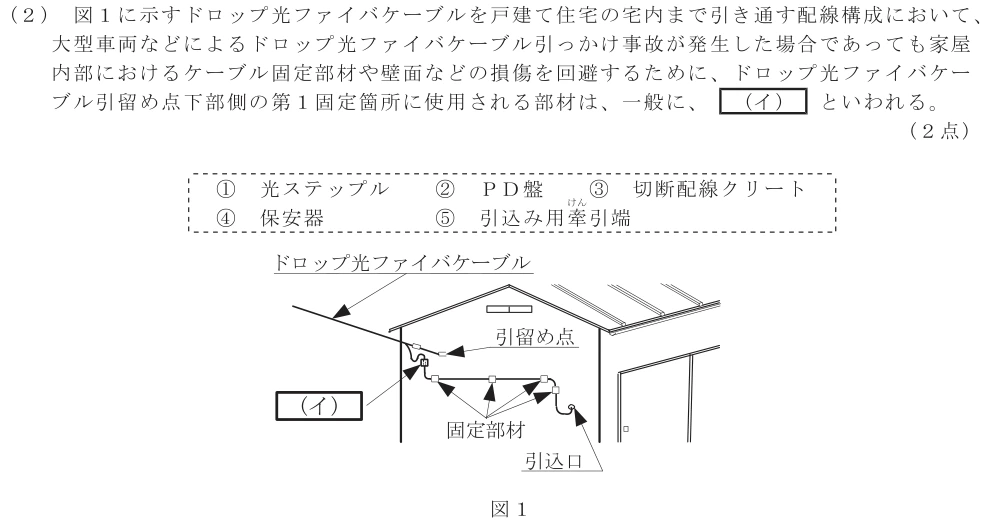 （２） 図１に示すドロップ光ファイバケーブルを戸建て住宅の宅内まで引き通す配線構成において、
大型車両などによるドロップ光ファイバケーブル引っかけ事故が発生した場合であっても家屋
内部におけるケーブル固定部材や壁面などの損傷を回避するために、ドロップ光ファイバケー
ブル引留め点下部側の第１固定箇所に使用される部材は、一般に、 （イ） といわれる。
（２点）
① 光ステップル ② ＰＤ盤 ③ 切断配線クリート
けん
④ 保安器 ⑤ 引込み用牽引端
ドロップ光ファイバケーブル
引留め点
（イ）
固定部材
引込口
図１